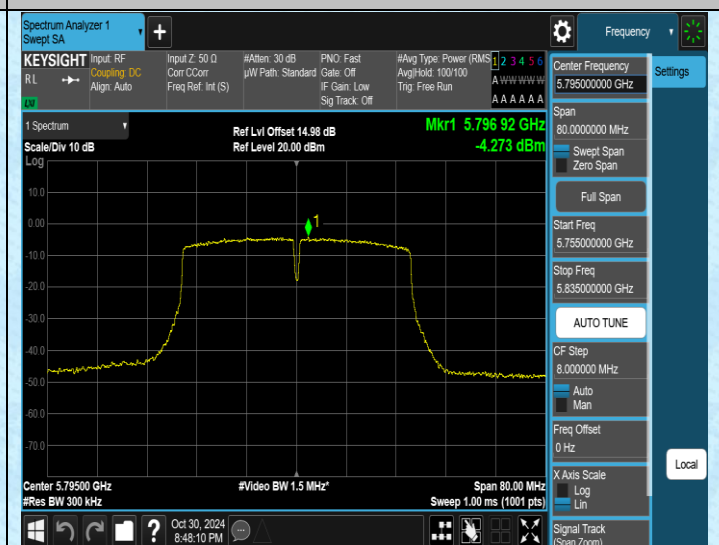 Spectrum Analyzer 1
Swept SA
+
Frequency
KEYSIGHT
RL
LXI
Input: RF
Coupling: DC
Align: Auto
Input Z: 50 Ω
Corr CCorr
Freq Ref: Int (S)
#Atten: 30 dB
µW Path: Standard
PNO: Fast
Gate: Off
IF Gain: Low
Sig Track: Off
#Avg Type: Power (RMS)
Avg|Hold: 100/100
Trig: Free Run
1 2 3 4 5 6
A W W W W W
A A A A A A
1 Spectrum
Scale/Div 10 dB
Log
Ref Lvl Offset 14.98 dB
Ref Level 20.00 dBm
Mkr1 5.796 92 GHz
-4.273 dBm
10.0
0.00
-10.0
-20.0
-30.0
-40.0
-50.0
-60.0
-70.0
1
Center 5.79500 GHz
#Res BW 300 kHz
#Video BW 1.5 MHz*
Span 80.00 MHz
Sweep 1.00 ms (1001 pts)
?
Oct 30, 2024
8:48:10 PM
Center Frequency
5.795000000 GHz
Settings
Span
80.0000000 MHz
Swept Span
Zero Span
Full Span
Start Freq
5.755000000 GHz
Stop Freq
5.835000000 GHz
AUTO TUNE
CF Step
8.000000 MHz
Auto
Man
Freq Offset
0 Hz
X Axis Scale
Log
Lin
Local
Signal Track
(Span Zoom)